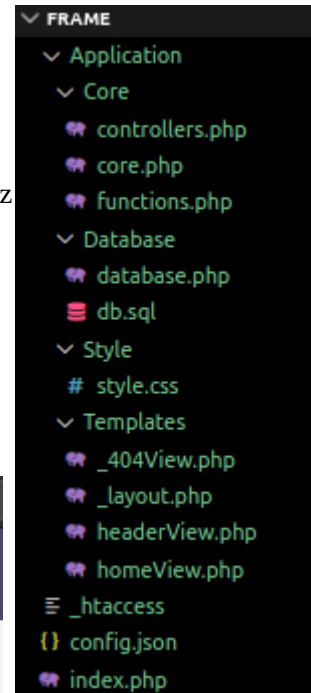 FRAME
Application
Core
controllers.php
core.php
functions.php
z
Database
database.php
db.sql
Style
# style.css
Templates
_404View.php
_layout.php
headerView.php
homeView.php
_htaccess
{} config.json
index.php